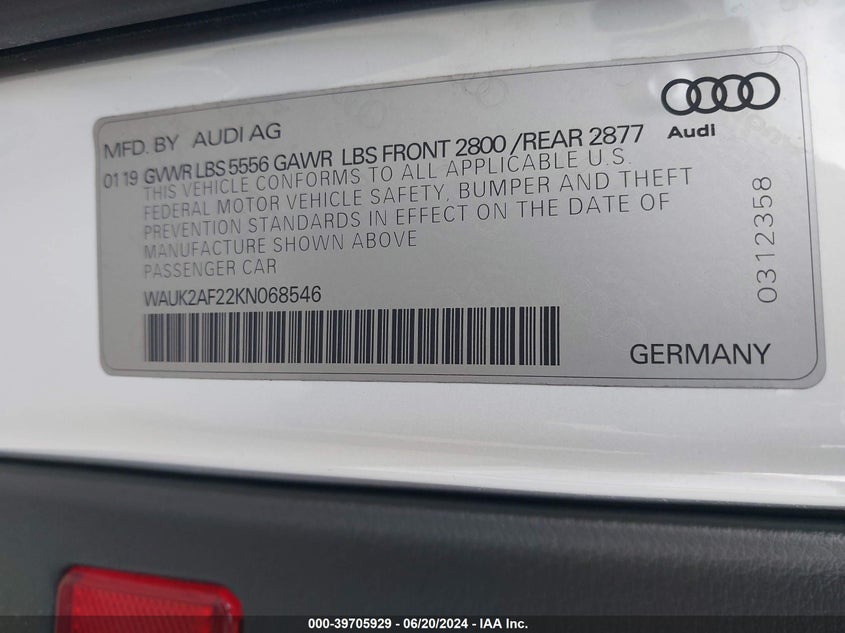 MFD. BY AUDI AG
Audi
01 19 GVWR LBS 5556 GAWR LBS FRONT 2800 / REAR 2877
THIS VEHICLE CONFORMS TO ALL APPLICABLE U.S.
FEDERAL MOTOR VEHICLE SAFETY, BUMPER AND THEFT
PREVENTION STANDARDS IN EFFECT ON THE DATE OF
MANUFACTURE SHOWN ABOVE
PASSENGER CAR
WAUK2AF22KN068546
0312358
GERMANY
000-39705929 - 06/20/2024 - IAA Inc.